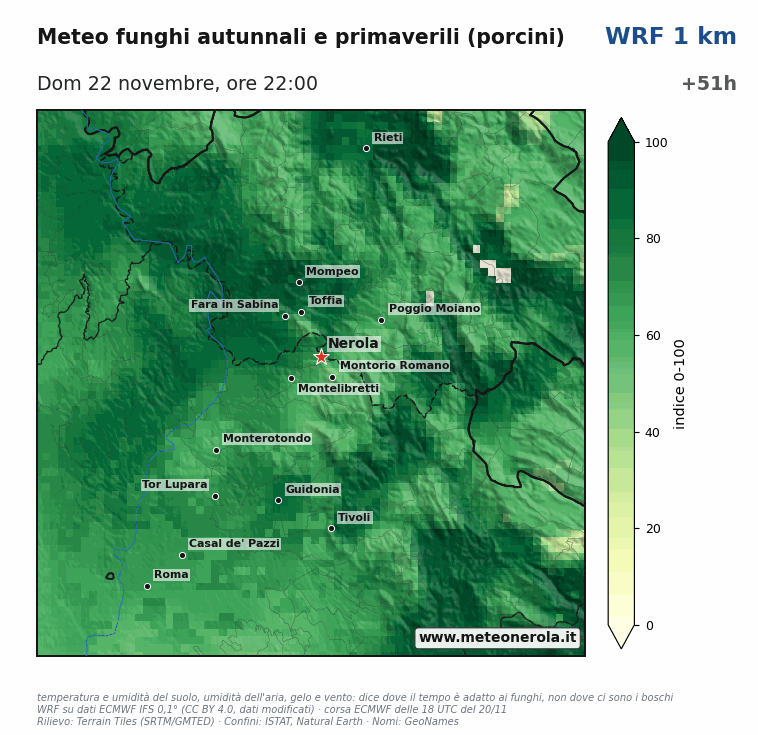 Meteo funghi autunnali e primaverili (porcini)
WRF 1 km
Dom 22 novembre, ore 22:00
+51h
Rieti
Mompeo
Toffia
Fara in Sabina
Poggio Moiano
Nerola
Montorio Romano
Montelibretti
Monterotondo
Tor Lupara
Guidonia
Tivoli
Casal de' Pazzi
Roma
www.meteonerola.it
100
80
60
40
20
0
indice 0-100
temperatura e umidità del suolo, umidità dell'aria, gelo e vento: dice dove il tempo è adatto ai funghi, non dove ci sono i boschi
WRF su dati ECMWF IFS 0,1° (CC BY 4.0, dati modificati) · corsa ECMWF delle 18 UTC del 20/11
Rilievo: Terrain Tiles (SRTM/GMTED) · Confini: ISTAT, Natural Earth · Nomi: GeoNames